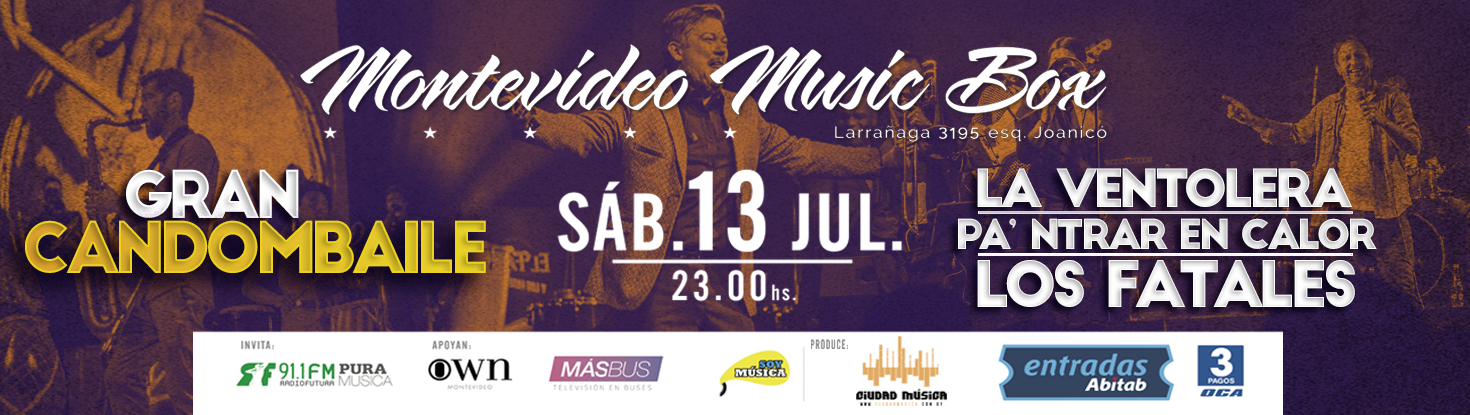 Montevideo Music Box
Larrañaga 3195 esq. Joanicó
GRAN
CANDOMBAILE
SÁB.13 JUL.
23.00hs.
LA VENTOLERA
PA' NTRAR EN CALOR
LOS FATALES
INVITA:
91.1FM
RADIOFUTURA
PURA
MUSICA
APOYAN:
OWN
MONTEVIDEO
MÁSBUS
TELEVISIÓN EN BUSES
SOY
MÚSICA
PRODUCE:
CIUDAD MÚSICA
entradas
Abitab
3
PAGOS
OCA